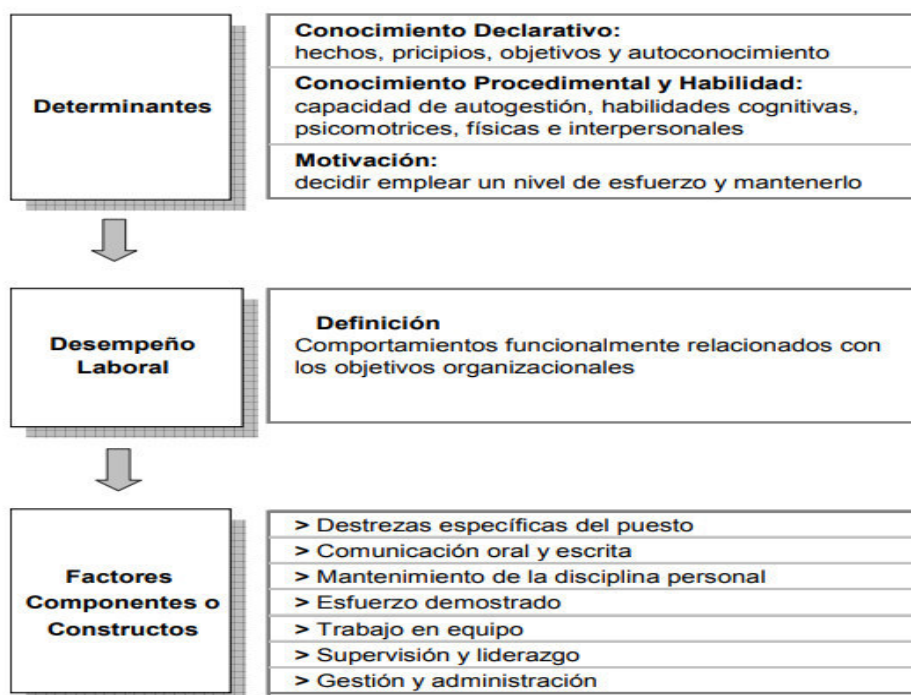 Determinantes
Conocimiento Declarativo:
hechos, pricipios, objetivos y autoconocimiento
Conocimiento Procedimental y Habilidad:
capacidad de autogestión, habilidades cognitivas,
psicomotrices, físicas e interpersonales
Motivación:
decidir emplear un nivel de esfuerzo y mantenerlo
Desempeño
Laboral
Definición
Comportamientos funcionalmente relacionados con
los objetivos organizacionales
Factores
Componentes o
Constructos
> Destrezas específicas del puesto
> Comunicación oral y escrita
> Mantenimiento de la disciplina personal
> Esfuerzo demostrado
> Trabajo en equipo
> Supervisión y liderazgo
> Gestión y administración